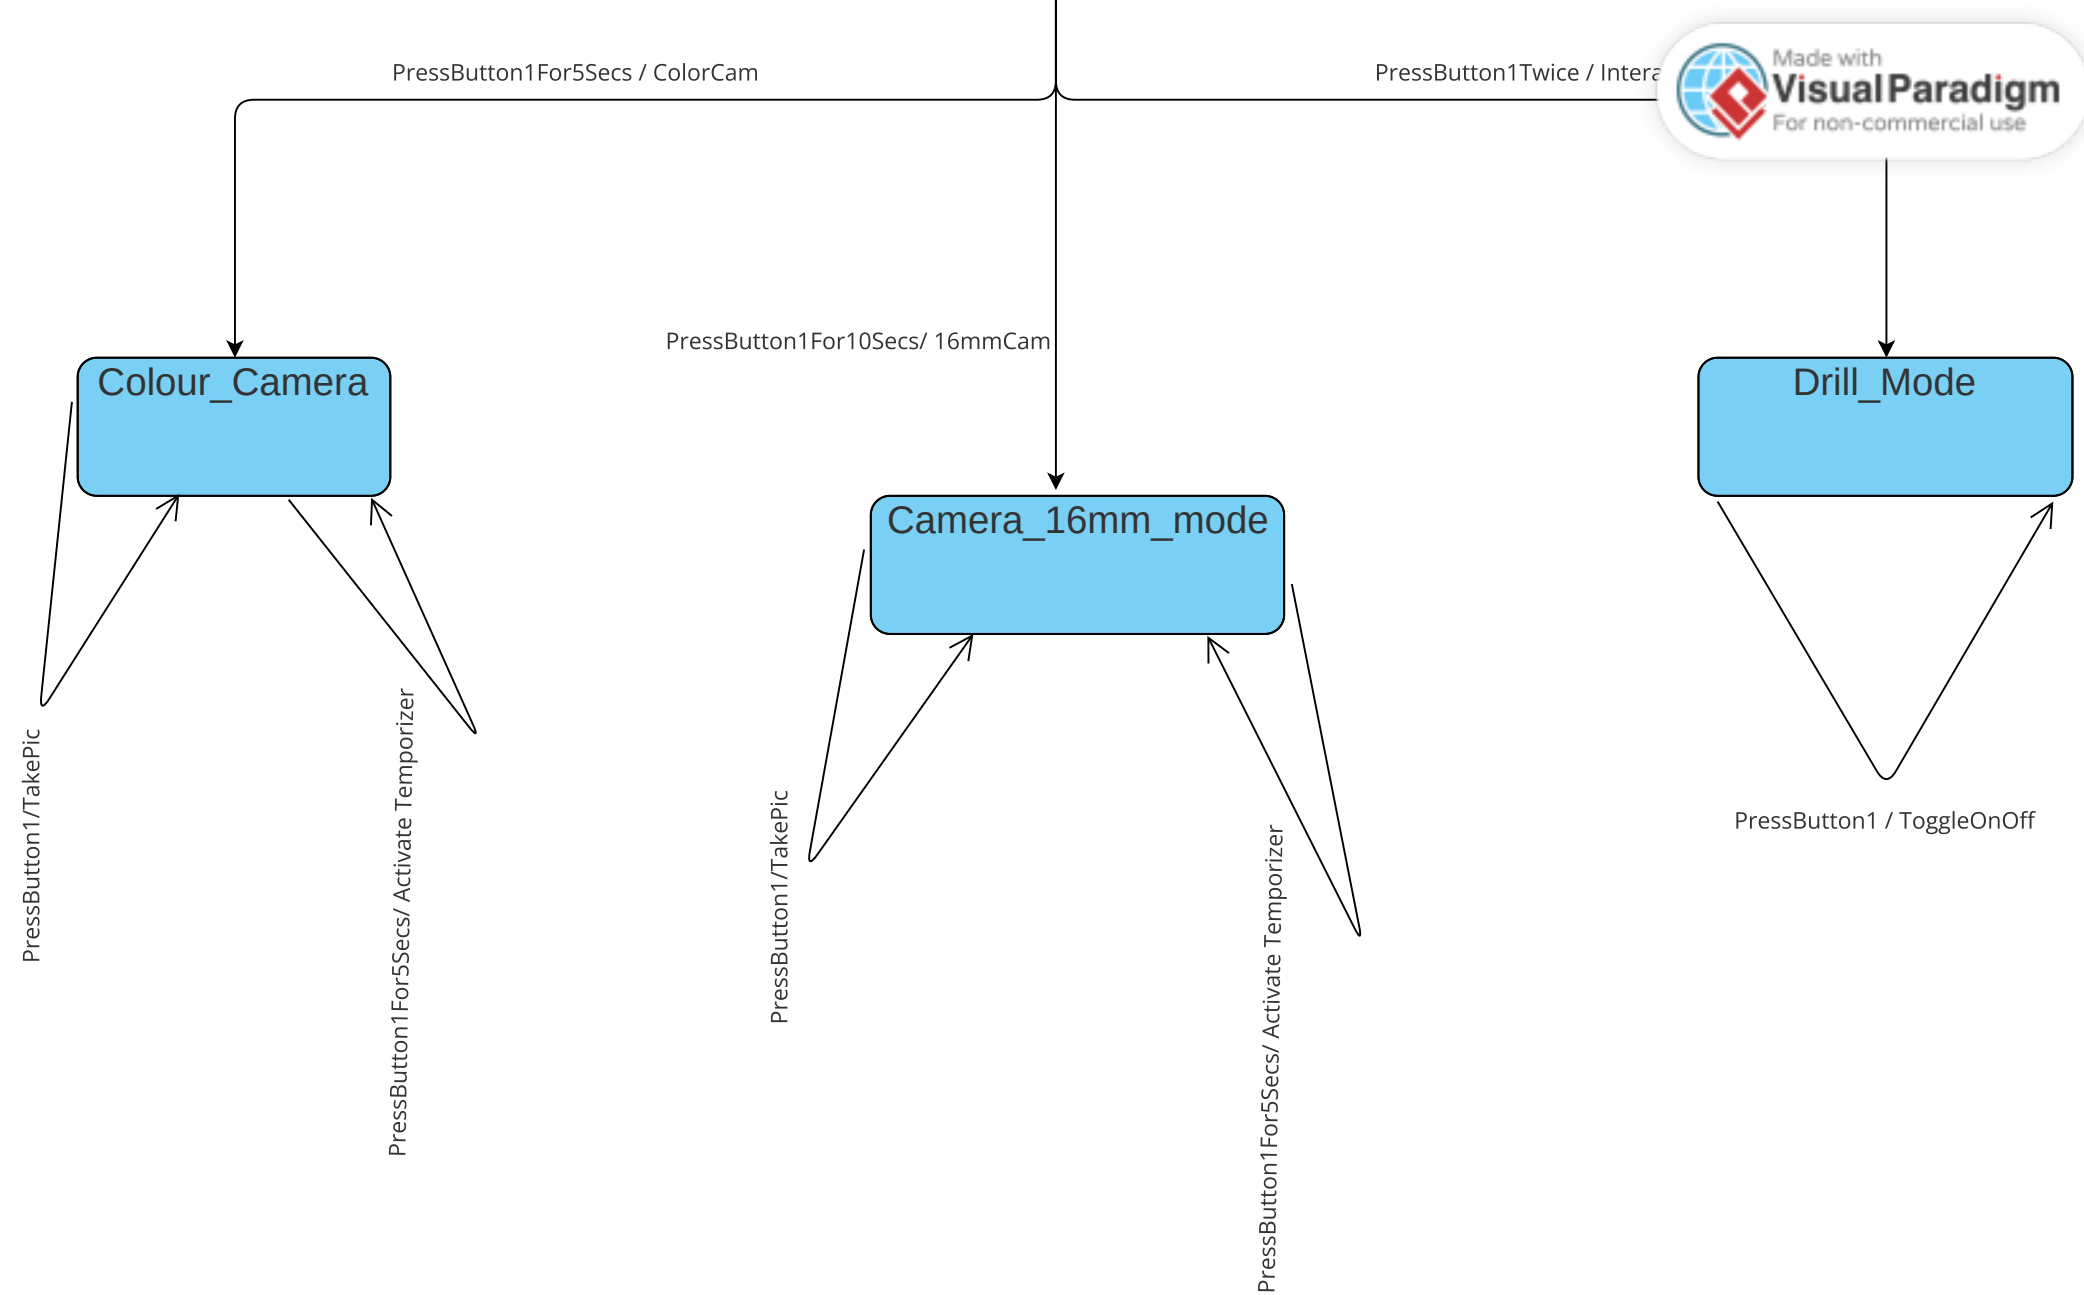 PressButton1For5Secs / ColorCam
PressButton1Twice /
Made with
Visual Paradigm
For non-commercial use
PressButton1For10Secs/ 16mmCam
Colour_Camera
Drill_Mode
Camera_16mm_mode
PressButton1/TakePic
PressButton1For5Secs/ Activate Temporizer
PressButton1/TakePic
PressButton1For5Secs/ Activate Temporizer
PressButton1 / ToggleOnOff